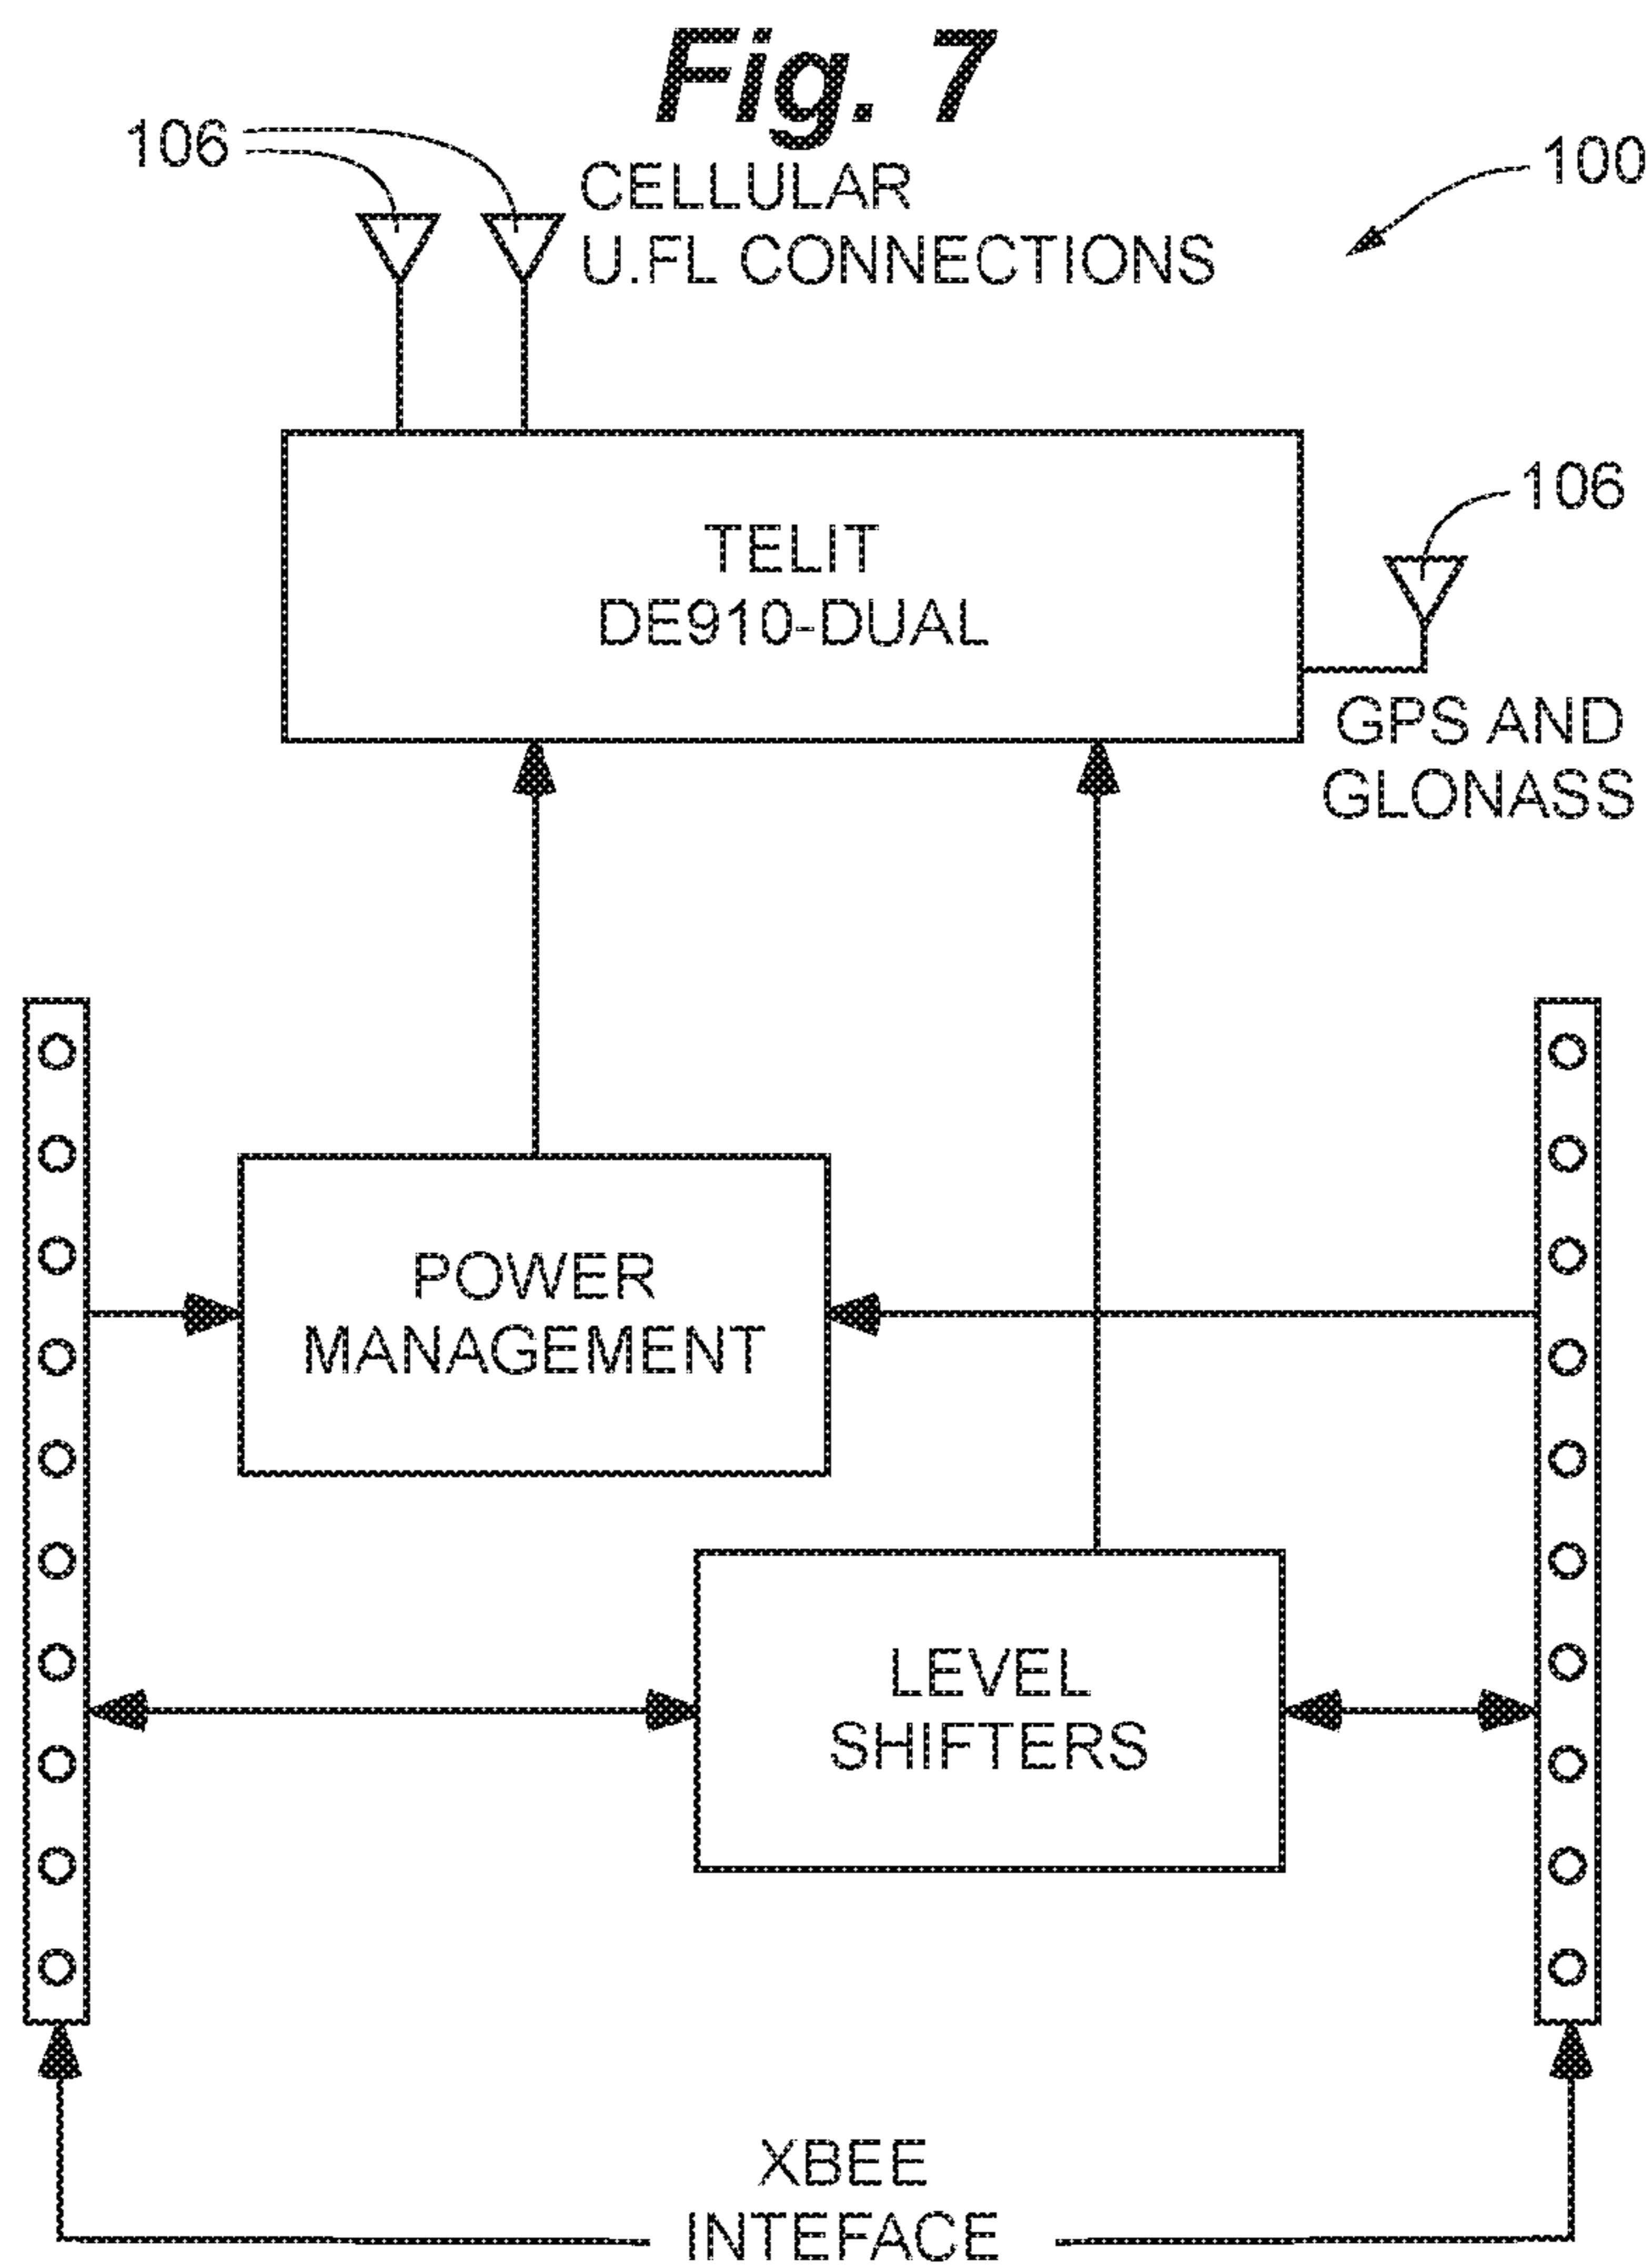 Fig. 7
106
CELLULAR
U.FL CONNECTIONS
100
TELIT
DE910-DUAL
106
GPS AND
GLONASS
POWER
MANAGEMENT
LEVEL
SHIFTERS
XBEE
INTEFACE